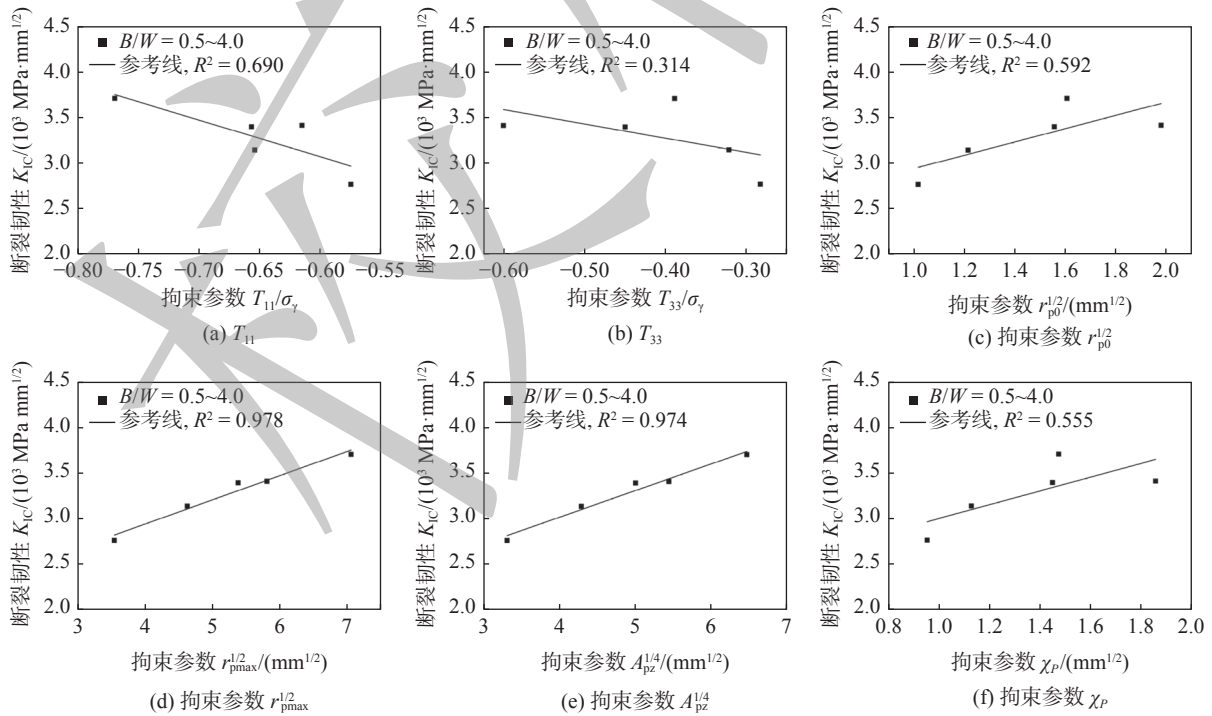 断裂韧性 K_IC/(10³ MPa·mm^1/2)
4.5
4.0
3.5
3.0
2.5
2.0
B/W = 0.5~4.0
参考线, R² = 0.690
−0.80 −0.75 −0.70 −0.65 −0.60 −0.55
拘束参数 T₁₁/σ_γ
(a) T₁₁
断裂韧性 K_IC/(10³ MPa·mm^1/2)
4.5
4.0
3.5
3.0
2.5
2.0
B/W = 0.5~4.0
参考线, R² = 0.314
−0.60 −0.50 −0.40 −0.30
拘束参数 T₃₃/σ_γ
(b) T₃₃
断裂韧性 K_IC/(10³ MPa·mm^1/2)
4.5
4.0
3.5
3.0
2.5
2.0
B/W = 0.5~4.0
参考线, R² = 0.592
1.0 1.2 1.4 1.6 1.8 2.0
拘束参数 r_p0^1/2/(mm^1/2)
(c) 拘束参数 r_p0^1/2
断裂韧性 K_IC/(10³ MPa mm^1/2)
4.5
4.0
3.5
3.0
2.5
2.0
B/W = 0.5~4.0
参考线, R² = 0.978
3 4 5 6 7
拘束参数 r_pmax^1/2/(mm^1/2)
(d) 拘束参数 r_pmax^1/2
断裂韧性 K_IC/(10³ MPa·mm^1/2)
4.5
4.0
3.5
3.0
2.5
2.0
B/W = 0.5~4.0
参考线, R² = 0.974
3 4 5 6 7
拘束参数 A_pz^1/4/(mm^1/2)
(e) 拘束参数 A_pz^1/4
断裂韧性 K_IC/(10³ MPa·mm^1/2)
4.5
4.0
3.5
3.0
2.5
2.0
B/W = 0.5~4.0
参考线, R² = 0.555
0.8 1.0 1.2 1.4 1.6 1.8 2.0
拘束参数 χ_P/(mm^1/2)
(f) 拘束参数 χ_P